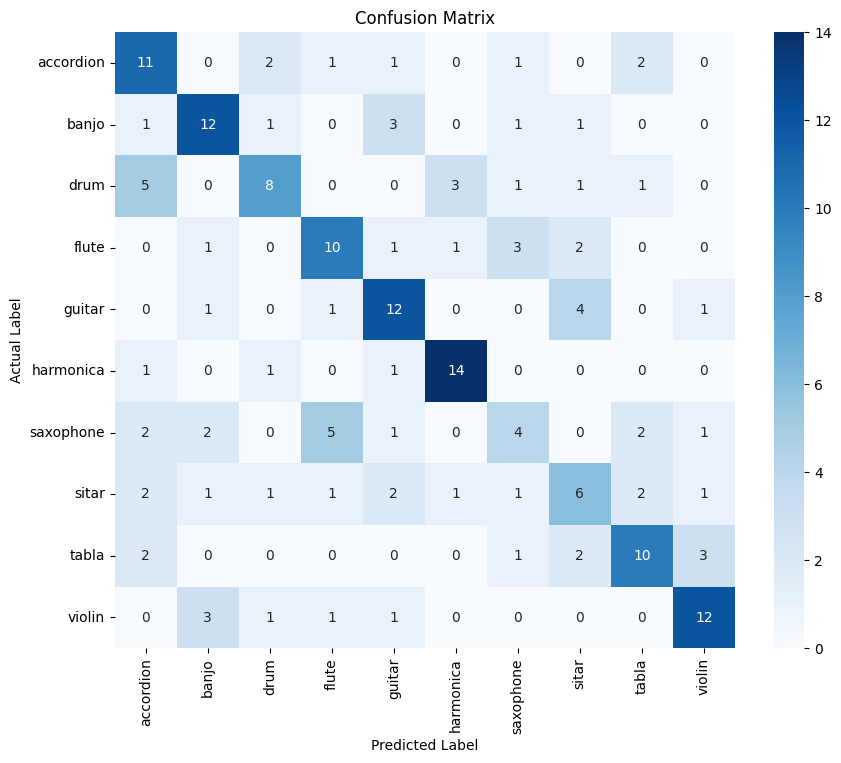 Confusion Matrix
accordion 11 0 2 1 1 0 1 0 2 0
banjo 1 12 1 0 3 0 1 1 0 0
drum 5 0 8 0 0 3 1 1 1 0
flute 0 1 0 10 1 1 3 2 0 0
guitar 0 1 0 1 12 0 0 4 0 1
harmonica 1 0 1 0 1 14 0 0 0 0
saxophone 2 2 0 5 1 0 4 0 2 1
sitar 2 1 1 1 2 1 1 6 2 1
tabla 2 0 0 0 0 0 1 2 10 3
violin 0 3 1 1 1 0 0 0 0 12
accordion banjo drum flute guitar harmonica saxophone sitar tabla violin
Predicted Label
Actual Label
14
12
10
8
6
4
2
0